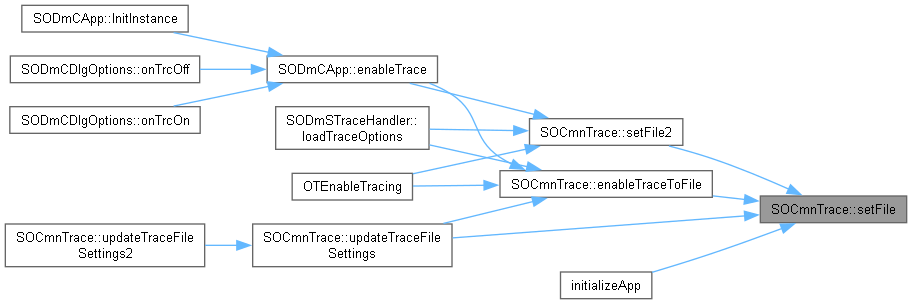 SODmCApp::InitInstance
SODmCDlgOptions::onTrcOff
SODmCApp::enableTrace
SODmCDlgOptions::onTrcOn
SODmSTraceHandler::
loadTraceOptions
SOCmnTrace::setFile2
OTEnableTracing
SOCmnTrace::enableTraceToFile
SOCmnTrace::setFile
SOCmnTrace::updateTraceFile
Settings2
SOCmnTrace::updateTraceFile
Settings
initializeApp